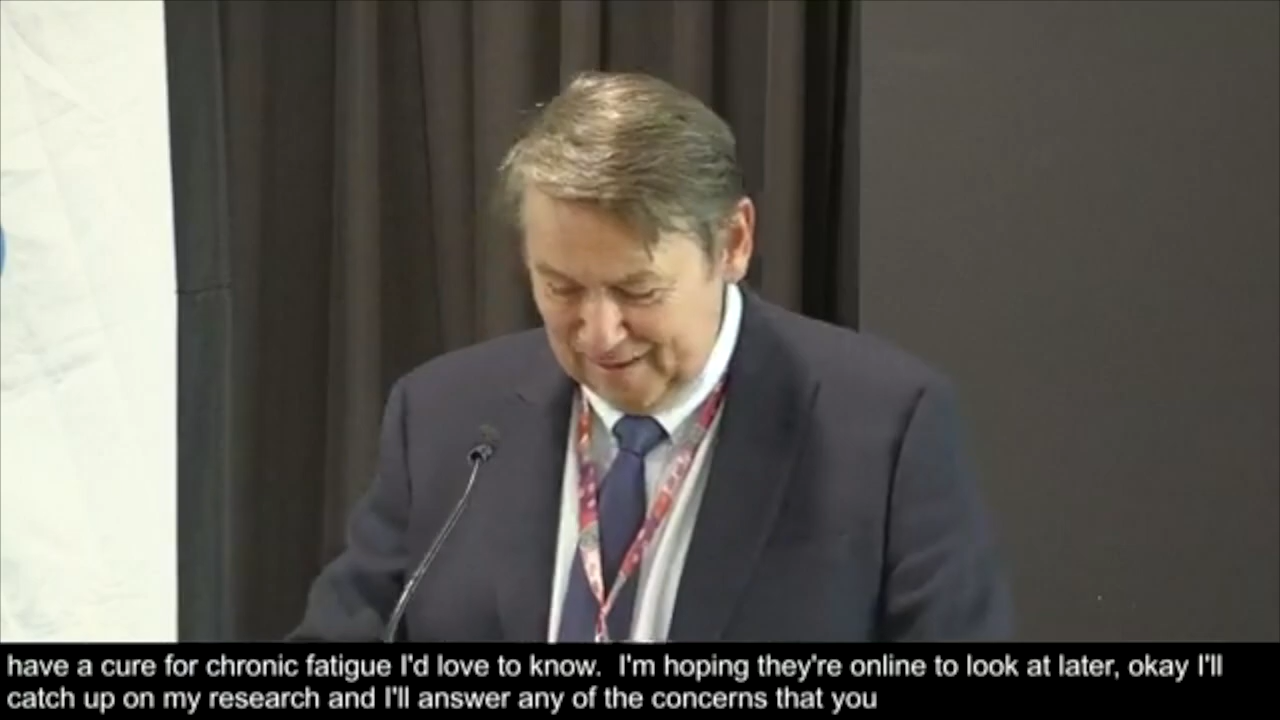 have a cure for chronic fatigue I'd love to know.  I'm hoping they're online to look at later, okay I'll
catch up on my research and I'll answer any of the concerns that you